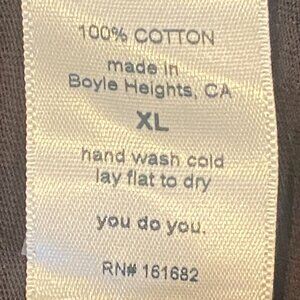 100% COTTON
made in
Boyle Heights, CA
XL
hand wash cold
lay flat to dry
you do you.
RN# 161682